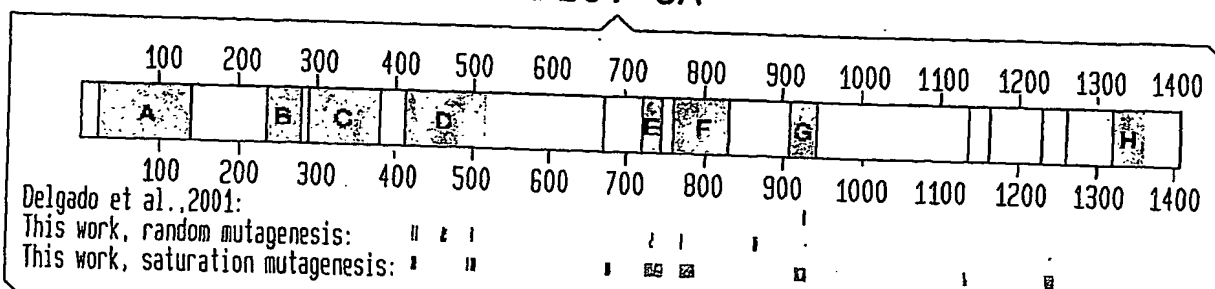 100 200 300 400 500 600 700 800 900 1000 1100 1200 1300 1400
A B C D E F G H
100 200 300 400 500 600 700 800 900 1000 1100 1200 1300 1400
Delgado et al.,2001:
This work, random mutagenesis:
This work, saturation mutagenesis: